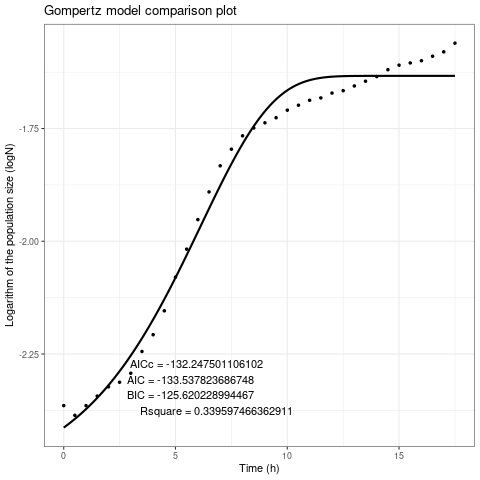 Gompertz model comparison plot
Logarithm of the population size (logN)
-1.75
-2.00
-2.25
AICc = -132.247501106102
AIC = -133.537823686748
BIC = -125.620228994467
Rsquare = 0.339597466362911
0
5
10
15
Time (h)